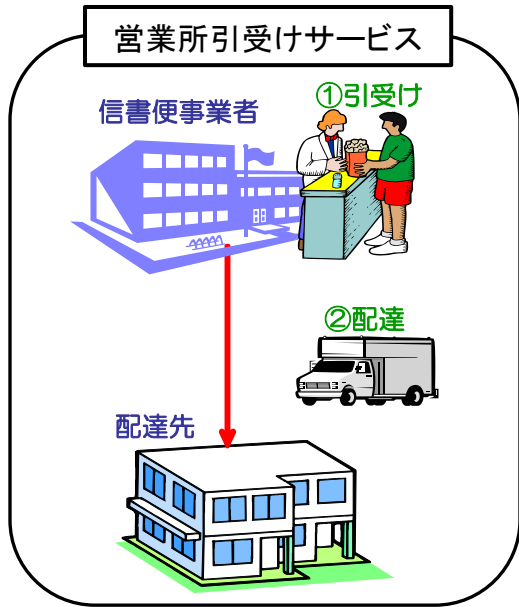 営業所引受けサービス
①引受け
信書便事業者
②配達
配達先